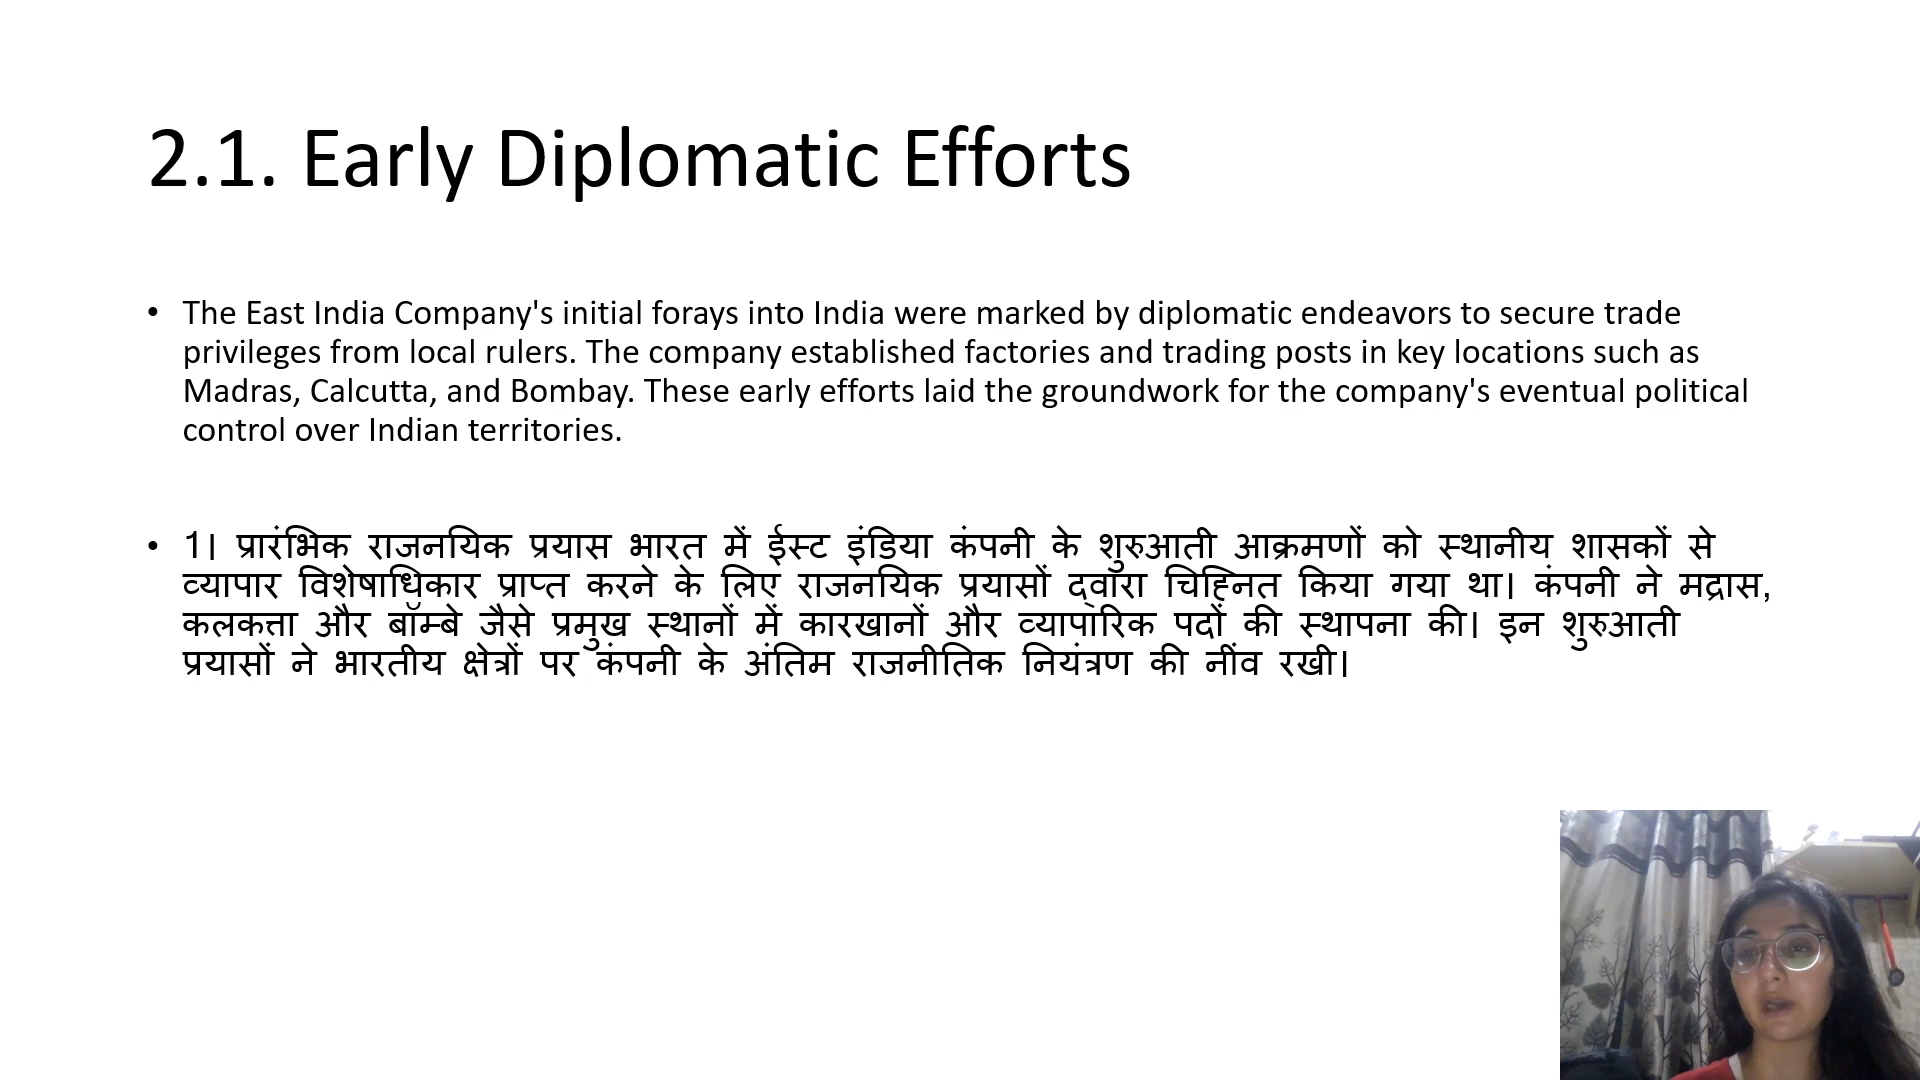 2.1. Early Diplomatic Efforts
• The East India Company's initial forays into India were marked by diplomatic endeavors to secure trade
privileges from local rulers. The company established factories and trading posts in key locations such as
Madras, Calcutta, and Bombay. These early efforts laid the groundwork for the company's eventual political
control over Indian territories.
• 1। प्रारंभिक राजनयिक प्रयास भारत में ईस्ट इंडिया कंपनी के शुरुआती आक्रमणों को स्थानीय शासकों से
व्यापार विशेषाधिकार प्राप्त करने के लिए राजनयिक प्रयासों द्वारा चिह्नित किया गया था। कंपनी ने मद्रास,
कलकत्ता और बॉम्बे जैसे प्रमुख स्थानों में कारखानों और व्यापारिक पदों की स्थापना की। इन शुरुआती
प्रयासों ने भारतीय क्षेत्रों पर कंपनी के अंतिम राजनीतिक नियंत्रण की नींव रखी।